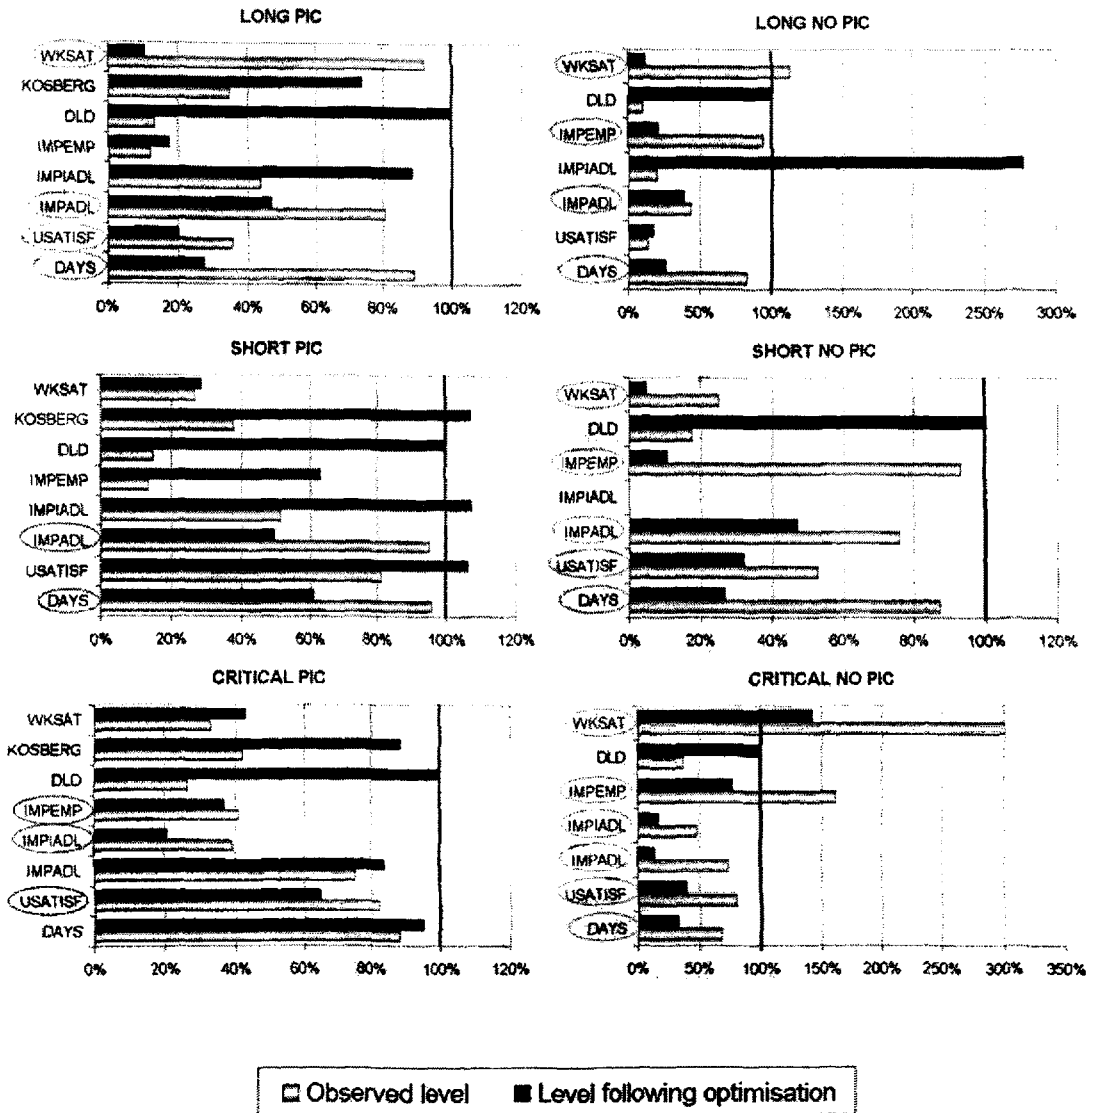 LONG PIC
WKSAT
KOSBERG
DLD
IMPEMP
IMPIADL
IMPADL
USATISF
DAYS
0% 20% 40% 60% 80% 100% 120%
LONG NO PIC
WKSAT
DLD
IMPEMP
IMPIADL
IMPADL
USATISF
DAYS
0% 50% 100% 150% 200% 250% 300%
SHORT PIC
WKSAT
KOSBERG
DLD
IMPEMP
IMPIADL
IMPADL
USATISF
DAYS
0% 20% 40% 60% 80% 100% 120%
SHORT NO PIC
WKSAT
DLD
IMPEMP
IMPIADL
IMPADL
USATISF
DAYS
0% 20% 40% 60% 80% 100% 120%
CRITICAL PIC
WKSAT
KOSBERG
DLD
IMPEMP
IMPIADL
IMPADL
USATISF
DAYS
0% 20% 40% 60% 80% 100% 120%
CRITICAL NO PIC
WKSAT
DLD
IMPEMP
IMPIADL
IMPADL
USATISF
DAYS
0% 50% 100% 150% 200% 250% 300% 350%
Observed level Level following optimisation